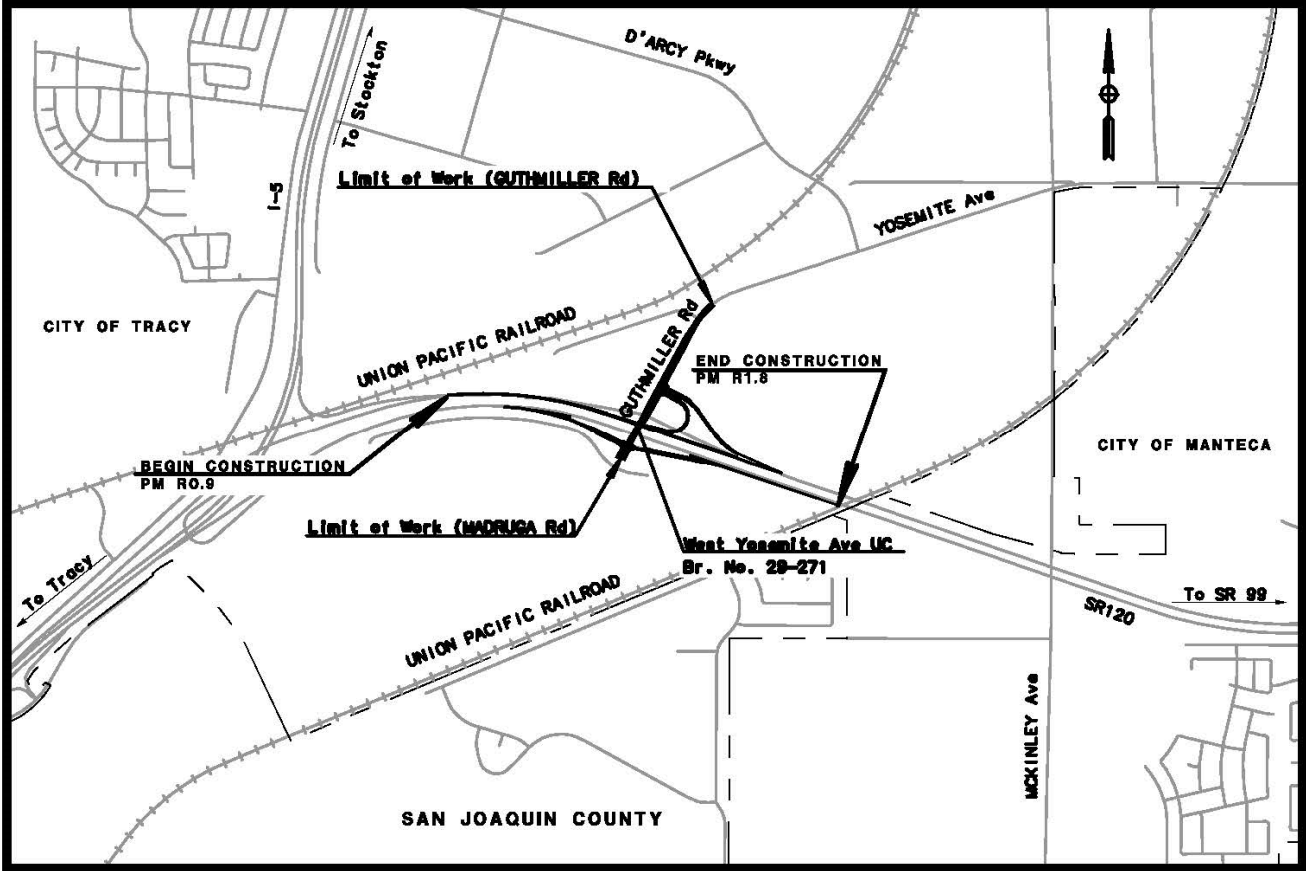 D'ARCY Pkwy
To Stockton
Limit of Work (GUTHMILLER Rd)
I-5
YOSEMITE Ave
CITY OF TRACY
UNION PACIFIC RAILROAD
GUTHMILLER Rd
END CONSTRUCTION
PM R1.8
CITY OF MANTECA
BEGIN CONSTRUCTION
PM R0.9
Limit of Work (MADRUGA Rd)
West Yosemite Ave UC
Br. No. 29-271
To Tracy
UNION PACIFIC RAILROAD
To SR 99
SR120
MCKINLEY Ave
SAN JOAQUIN COUNTY